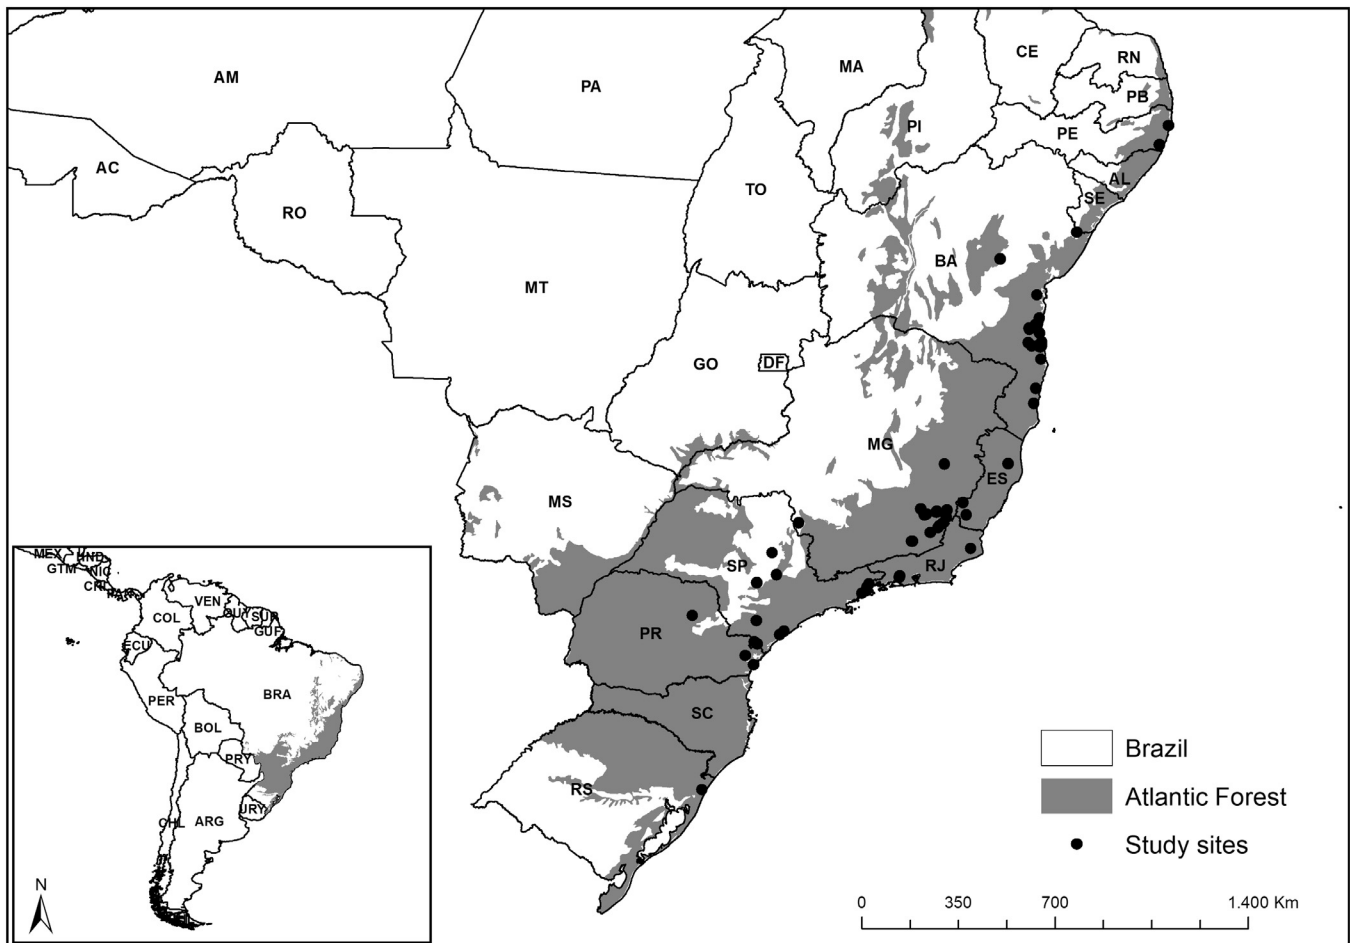 AM
PA
MA
CE
RN
PB
PI
PE
AC
AL
TO
SE
RO
BA
MT
GO
DF
MG
ES
MS
SP
RJ
PR
SC
RS
MEX
HND
GTM
NIC
CRI
PAN
VEN
GUY
SUR
COL
GUF
ECU
BRA
PER
BOL
PRY
URY
CHL
ARG
N
Brazil
Atlantic Forest
Study sites
0 350 700 1.400 Km